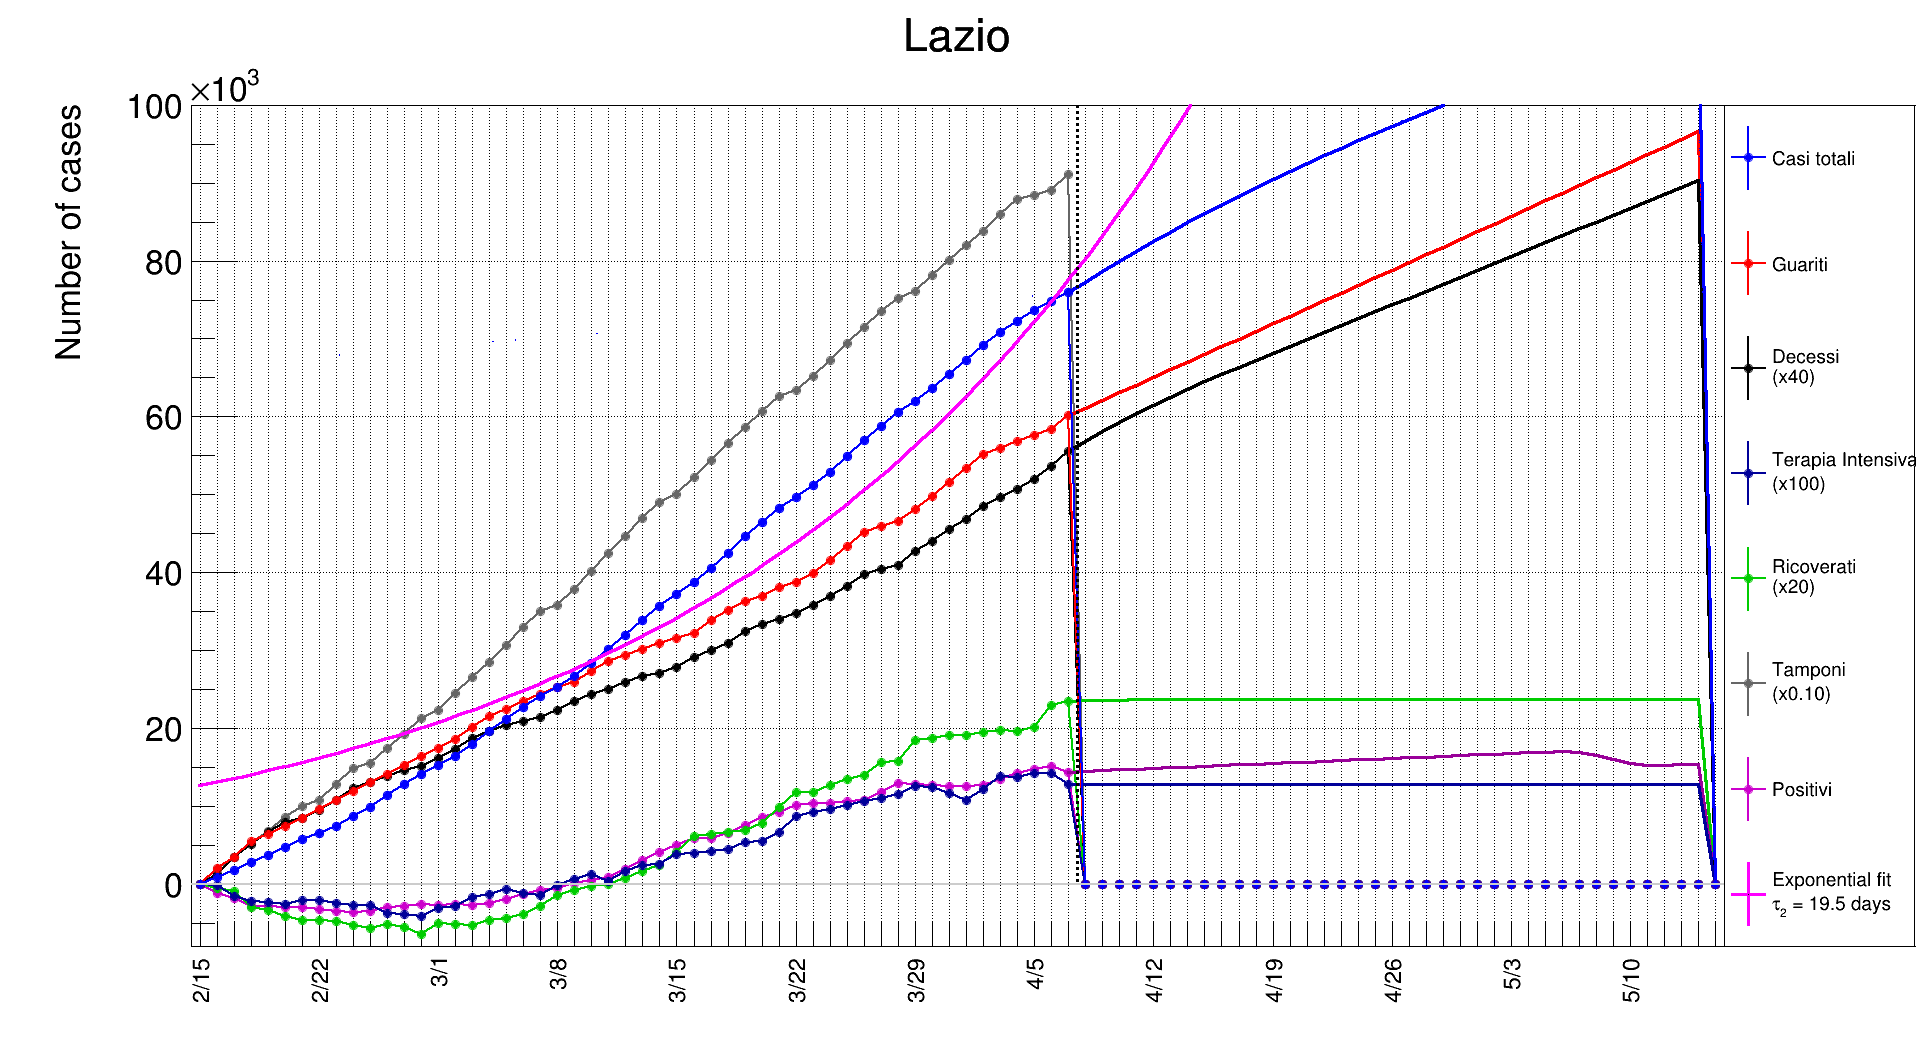 Lazio
×10³
Number of cases
100
80
60
40
20
0
2/15
2/22
3/1
3/8
3/15
3/22
3/29
4/5
4/12
4/19
4/26
5/3
5/10
Casi totali
Guariti
Decessi
(x40)
Terapia Intensiva
(x100)
Ricoverati
(x20)
Tamponi
(x0.10)
Positivi
Exponential fit
τ₂ = 19.5 days